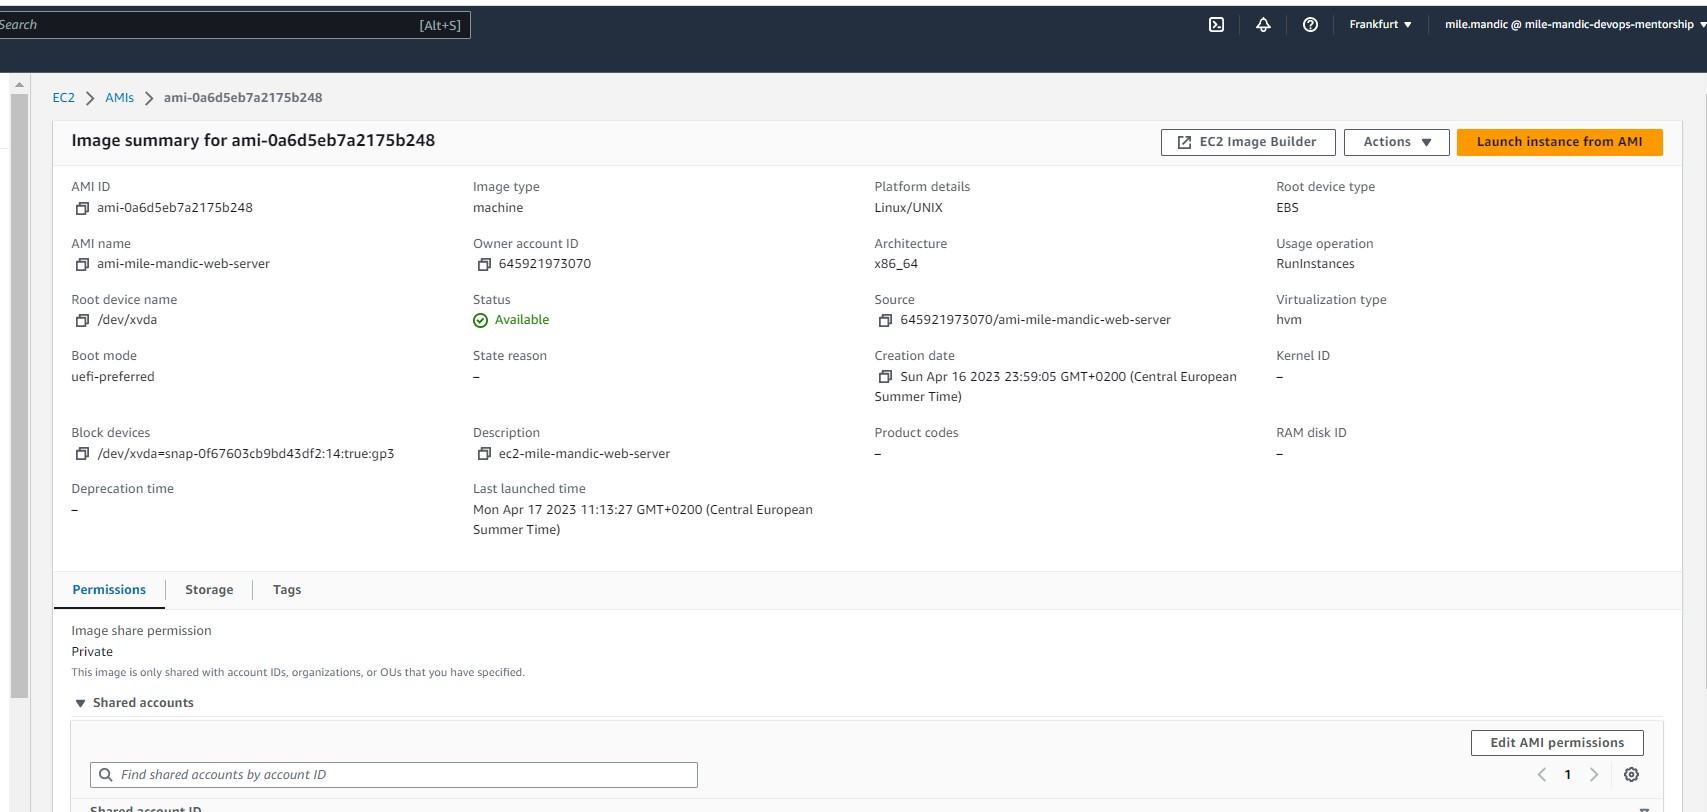 Search [Alt+S] Frankfurt mile.mandic @ mile-mandic-devops-mentorship
EC2 AMIs ami-0a6d5eb7a2175b248
Image summary for ami-0a6d5eb7a2175b248 EC2 Image Builder Actions Launch instance from AMI
AMI ID Image type Platform details Root device type
ami-0a6d5eb7a2175b248 machine Linux/UNIX EBS
AMI name Owner account ID Architecture Usage operation
ami-mile-mandic-web-server 645921973070 x86_64 RunInstances
Root device name Status Source Virtualization type
/dev/xvda Available 645921973070/ami-mile-mandic-web-server hvm
Boot mode State reason Creation date Kernel ID
uefi-preferred – Sun Apr 16 2023 23:59:05 GMT+0200 (Central European –
Summer Time)
Block devices Description Product codes RAM disk ID
/dev/xvda=snap-0f67603cb9bd43df2:14:true:gp3 ec2-mile-mandic-web-server – –
Deprecation time Last launched time
– Mon Apr 17 2023 11:13:27 GMT+0200 (Central European
Summer Time)
Permissions Storage Tags
Image share permission
Private
This image is only shared with account IDs, organizations, or OUs that you have specified.
Shared accounts
Edit AMI permissions
Find shared accounts by account ID 1
Shared account ID